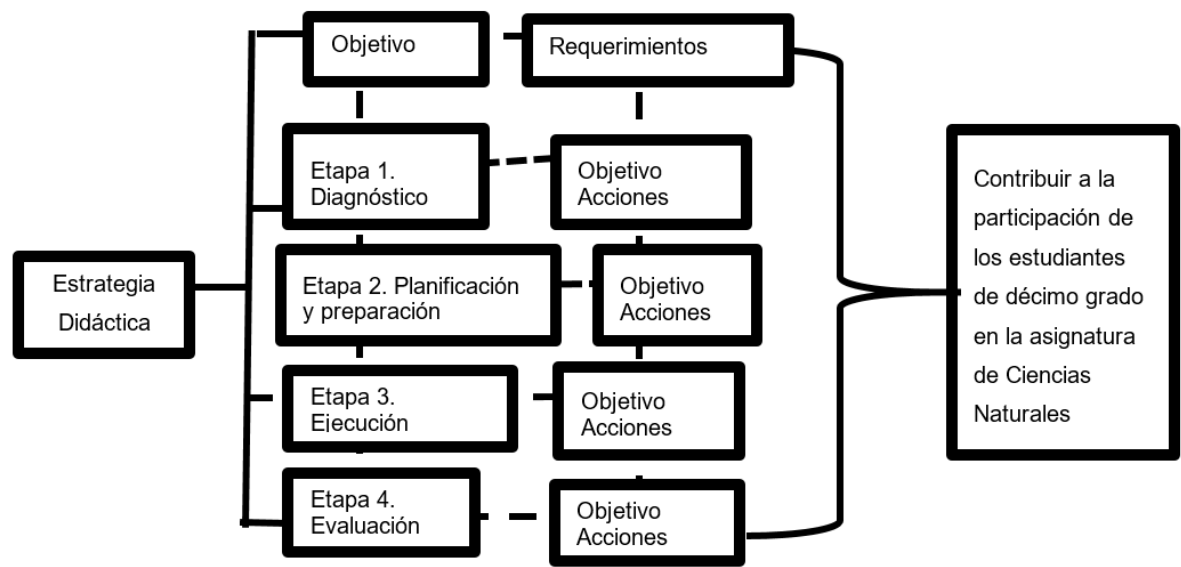 Objetivo
Requerimientos
Etapa 1.
Diagnóstico
Objetivo
Acciones
Estrategia
Didáctica
Etapa 2. Planificación
y preparación
Objetivo
Acciones
Etapa 3.
Ejecución
Objetivo
Acciones
Etapa 4.
Evaluación
Objetivo
Acciones
Contribuir a la
participación de
los estudiantes
de décimo grado
en la asignatura
de Ciencias
Naturales